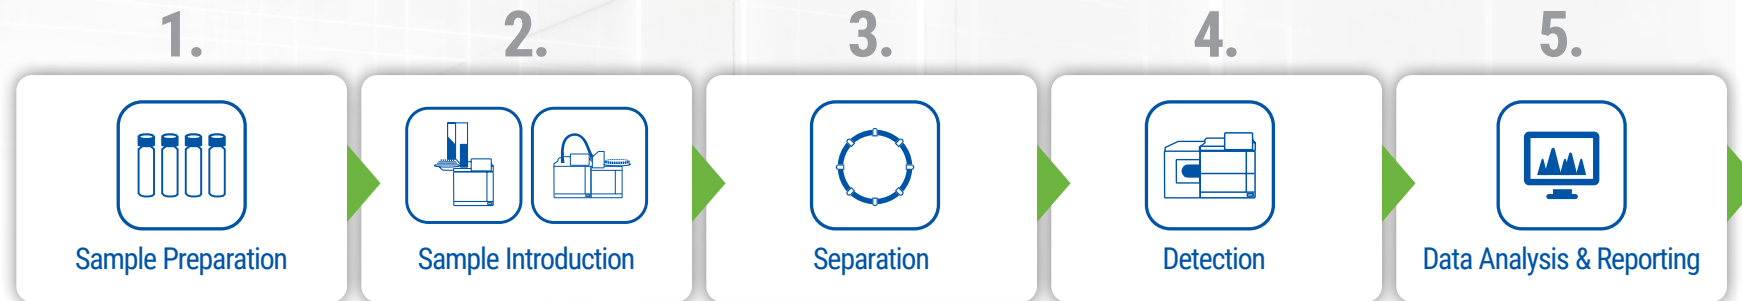 1.
2.
3.
4.
5.
Sample Preparation
Sample Introduction
Separation
Detection
Data Analysis & Reporting